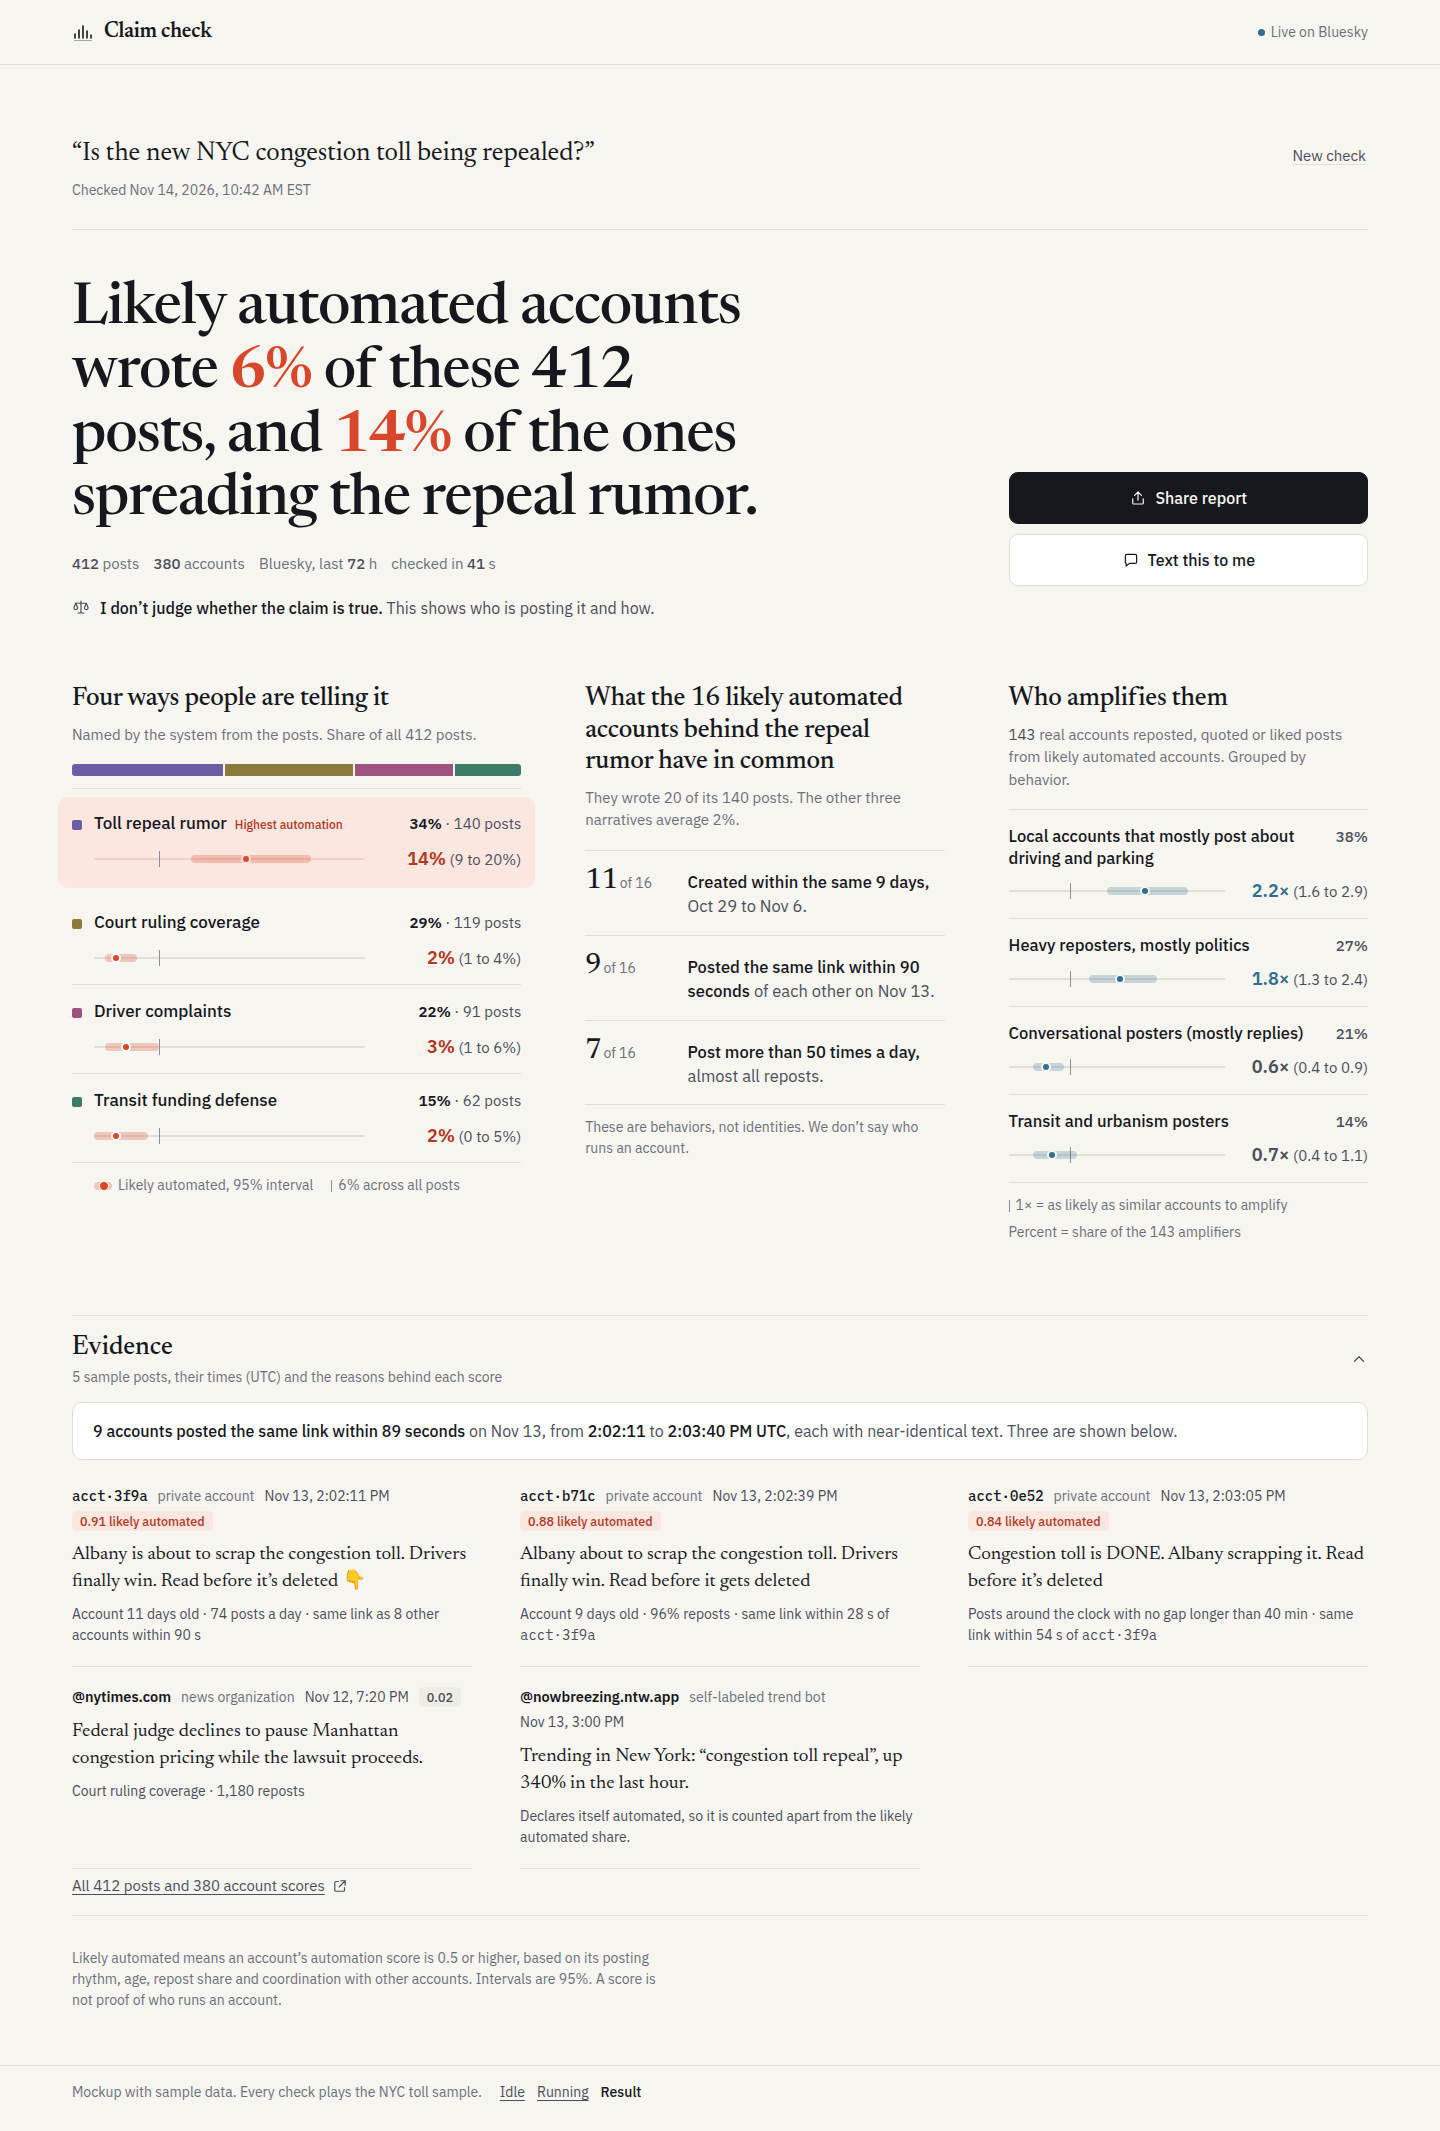 Claim check
Live on Bluesky
“Is the new NYC congestion toll being repealed?”
New check
Checked Nov 14, 2026, 10:42 AM EST
Likely automated accounts
wrote 6% of these 412
posts, and 14% of the ones
spreading the repeal rumor.
412 posts 380 accounts Bluesky, last 72 h checked in 41 s
I don’t judge whether the claim is true. This shows who is posting it and how.
Share report
Text this to me
Four ways people are telling it
Named by the system from the posts. Share of all 412 posts.
Toll repeal rumor Highest automation 34% · 140 posts
14% (9 to 20%)
Court ruling coverage 29% · 119 posts
2% (1 to 4%)
Driver complaints 22% · 91 posts
3% (1 to 6%)
Transit funding defense 15% · 62 posts
2% (0 to 5%)
Likely automated, 95% interval 6% across all posts
What the 16 likely automated
accounts behind the repeal
rumor have in common
They wrote 20 of its 140 posts. The other three
narratives average 2%.
11 of 16 Created within the same 9 days,
Oct 29 to Nov 6.
9 of 16 Posted the same link within 90
seconds of each other on Nov 13.
7 of 16 Post more than 50 times a day,
almost all reposts.
These are behaviors, not identities. We don’t say who
runs an account.
Who amplifies them
143 real accounts reposted, quoted or liked posts
from likely automated accounts. Grouped by
behavior.
Local accounts that mostly post about 38%
driving and parking
2.2× (1.6 to 2.9)
Heavy reposters, mostly politics 27%
1.8× (1.3 to 2.4)
Conversational posters (mostly replies) 21%
0.6× (0.4 to 0.9)
Transit and urbanism posters 14%
0.7× (0.4 to 1.1)
1× = as likely as similar accounts to amplify
Percent = share of the 143 amplifiers
Evidence
5 sample posts, their times (UTC) and the reasons behind each score
9 accounts posted the same link within 89 seconds on Nov 13, from 2:02:11 to 2:03:40 PM UTC, each with near-identical text. Three are shown below.
acct·3f9a private account Nov 13, 2:02:11 PM
0.91 likely automated
Albany is about to scrap the congestion toll. Drivers
finally win. Read before it’s deleted 👇
Account 11 days old · 74 posts a day · same link as 8 other
accounts within 90 s
acct·b71c private account Nov 13, 2:02:39 PM
0.88 likely automated
Albany about to scrap the congestion toll. Drivers
finally win. Read before it gets deleted
Account 9 days old · 96% reposts · same link within 28 s of
acct·3f9a
acct·0e52 private account Nov 13, 2:03:05 PM
0.84 likely automated
Congestion toll is DONE. Albany scrapping it. Read
before it’s deleted
Posts around the clock with no gap longer than 40 min · same
link within 54 s of acct·3f9a
@nytimes.com news organization Nov 12, 7:20 PM 0.02
Federal judge declines to pause Manhattan
congestion pricing while the lawsuit proceeds.
Court ruling coverage · 1,180 reposts
@nowbreezing.ntw.app self-labeled trend bot
Nov 13, 3:00 PM
Trending in New York: “congestion toll repeal”, up
340% in the last hour.
Declares itself automated, so it is counted apart from the likely
automated share.
All 412 posts and 380 account scores
Likely automated means an account’s automation score is 0.5 or higher, based on its posting
rhythm, age, repost share and coordination with other accounts. Intervals are 95%. A score is
not proof of who runs an account.
Mockup with sample data. Every check plays the NYC toll sample. Idle Running Result